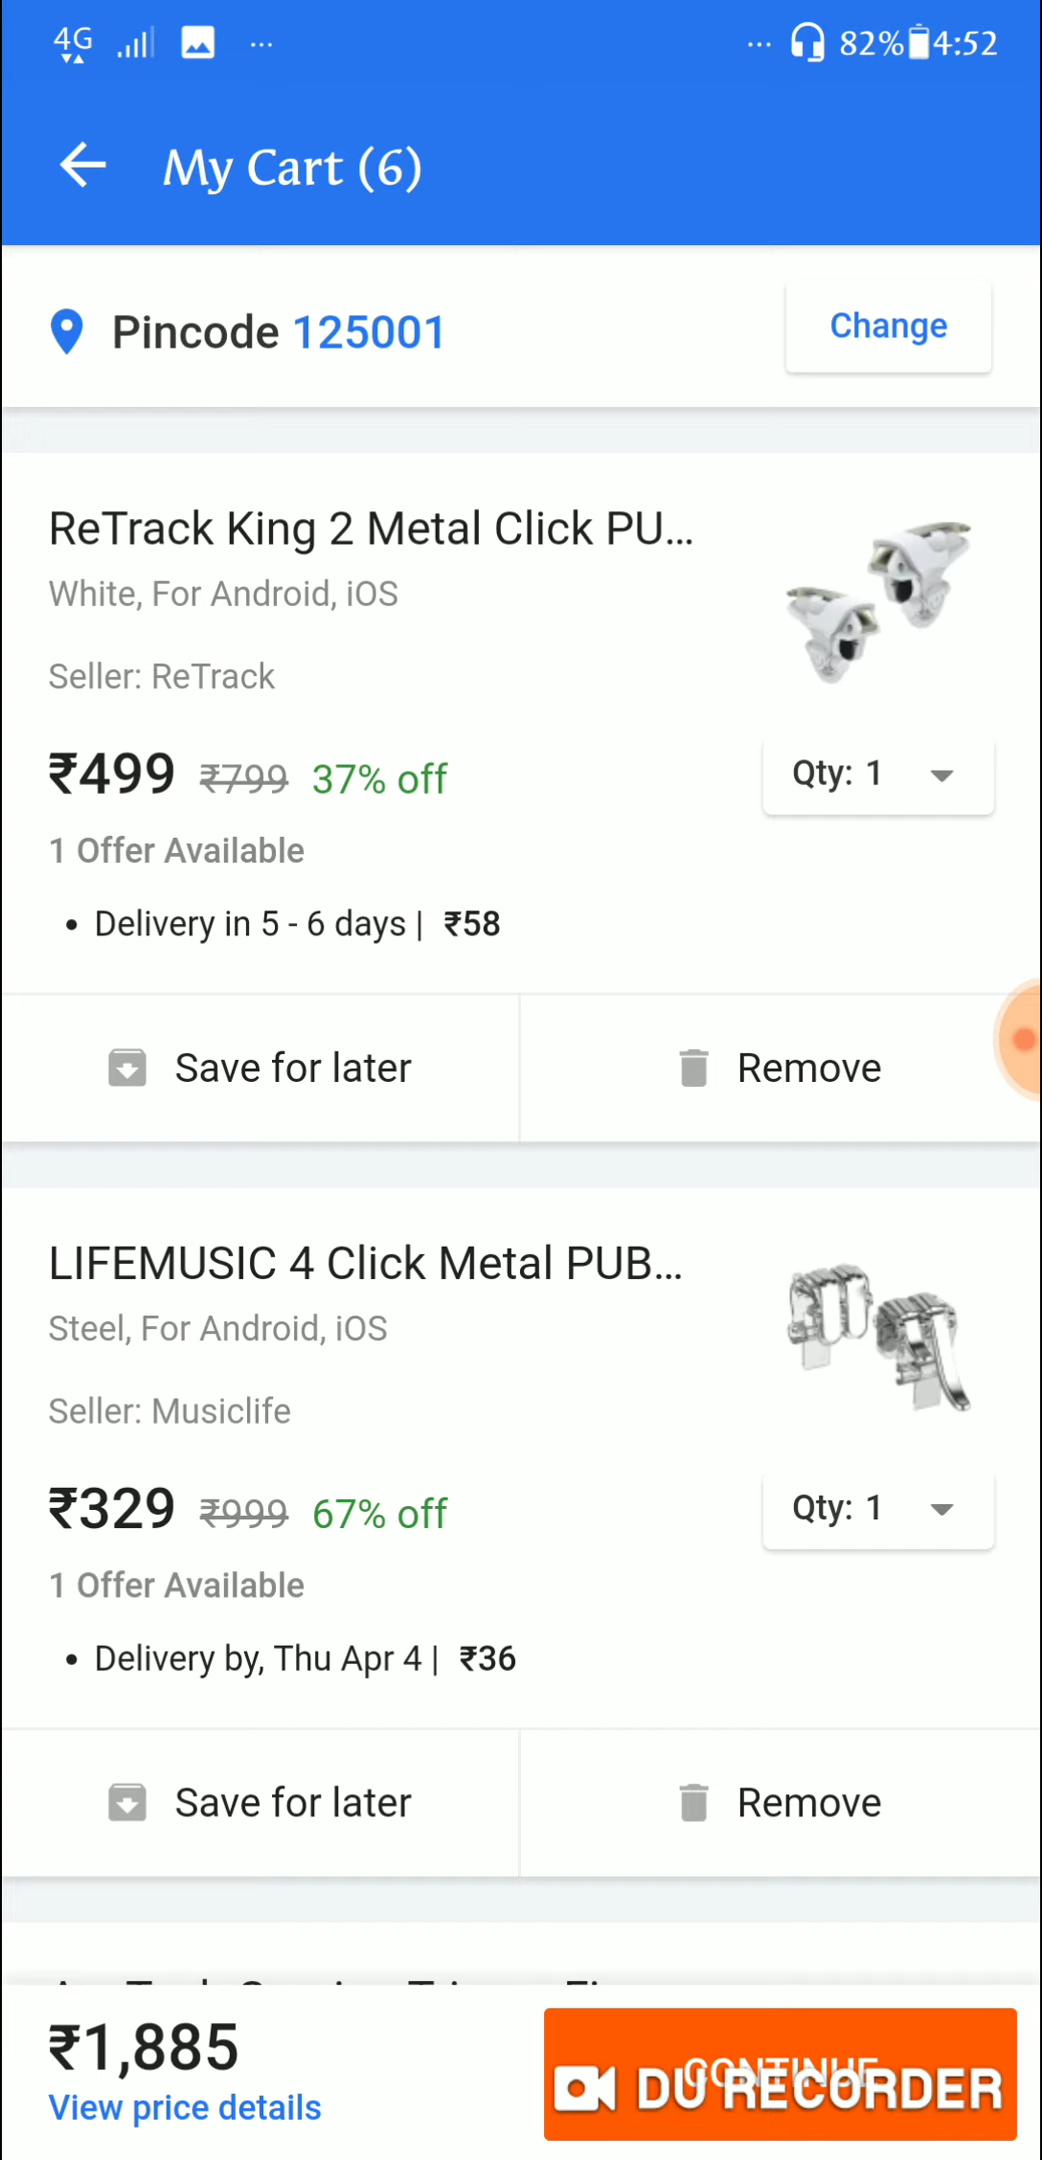 4G ... ... 82% 4:52
My Cart (6)
Pincode 125001 Change
ReTrack King 2 Metal Click PU...
White, For Android, iOS
Seller: ReTrack
₹499 ₹799 37% off Qty: 1
1 Offer Available
• Delivery in 5 - 6 days | ₹58
Save for later Remove
LIFEMUSIC 4 Click Metal PUB...
Steel, For Android, iOS
Seller: Musiclife
₹329 ₹999 67% off Qty: 1
1 Offer Available
• Delivery by, Thu Apr 4 | ₹36
Save for later Remove
₹1,885 CONTINUE
DU RECORDER
View price details